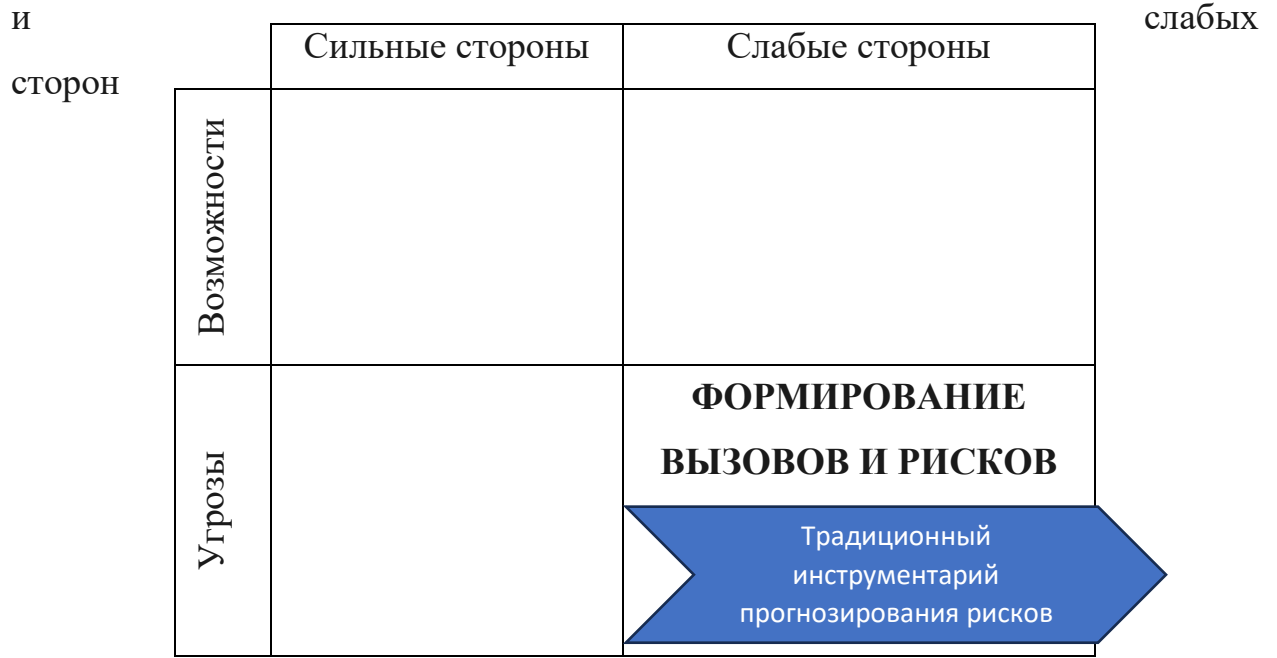 и слабых
сторон
Сильные стороны Слабые стороны
Возможности
Угрозы
ФОРМИРОВАНИЕ
ВЫЗОВОВ И РИСКОВ
Традиционный
инструментарий
прогнозирования рисков